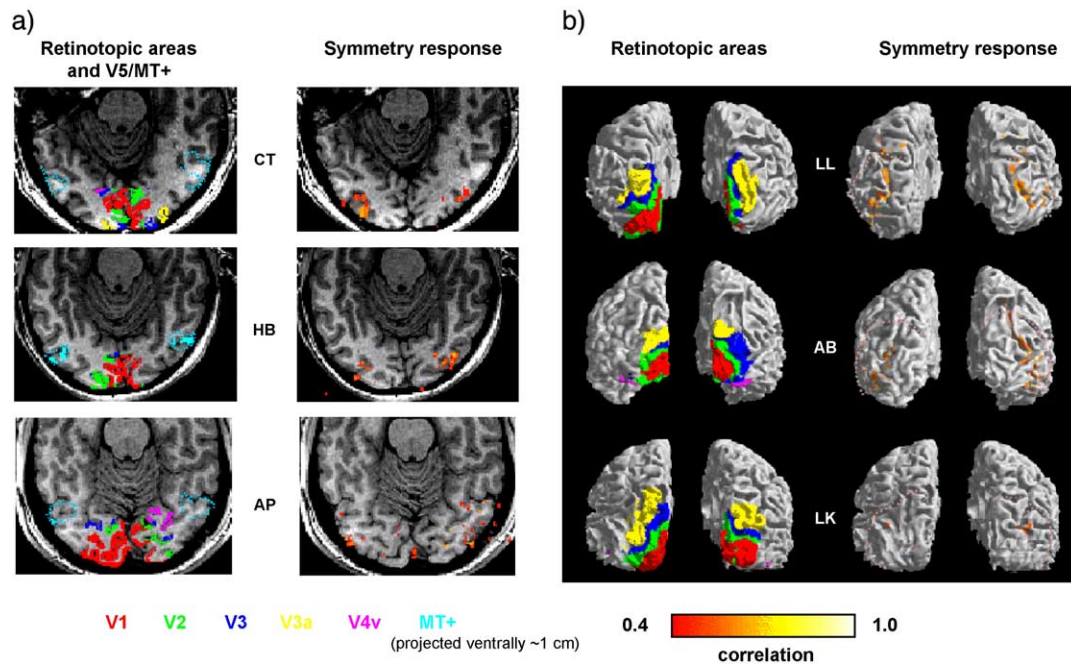 a)
Retinotopic areas
and V5/MT+
Symmetry response
CT
HB
AP
b)
Retinotopic areas
Symmetry response
LL
AB
LK
V1 V2 V3 V3a V4v MT+
(projected ventrally ~1 cm)
0.4 1.0
correlation